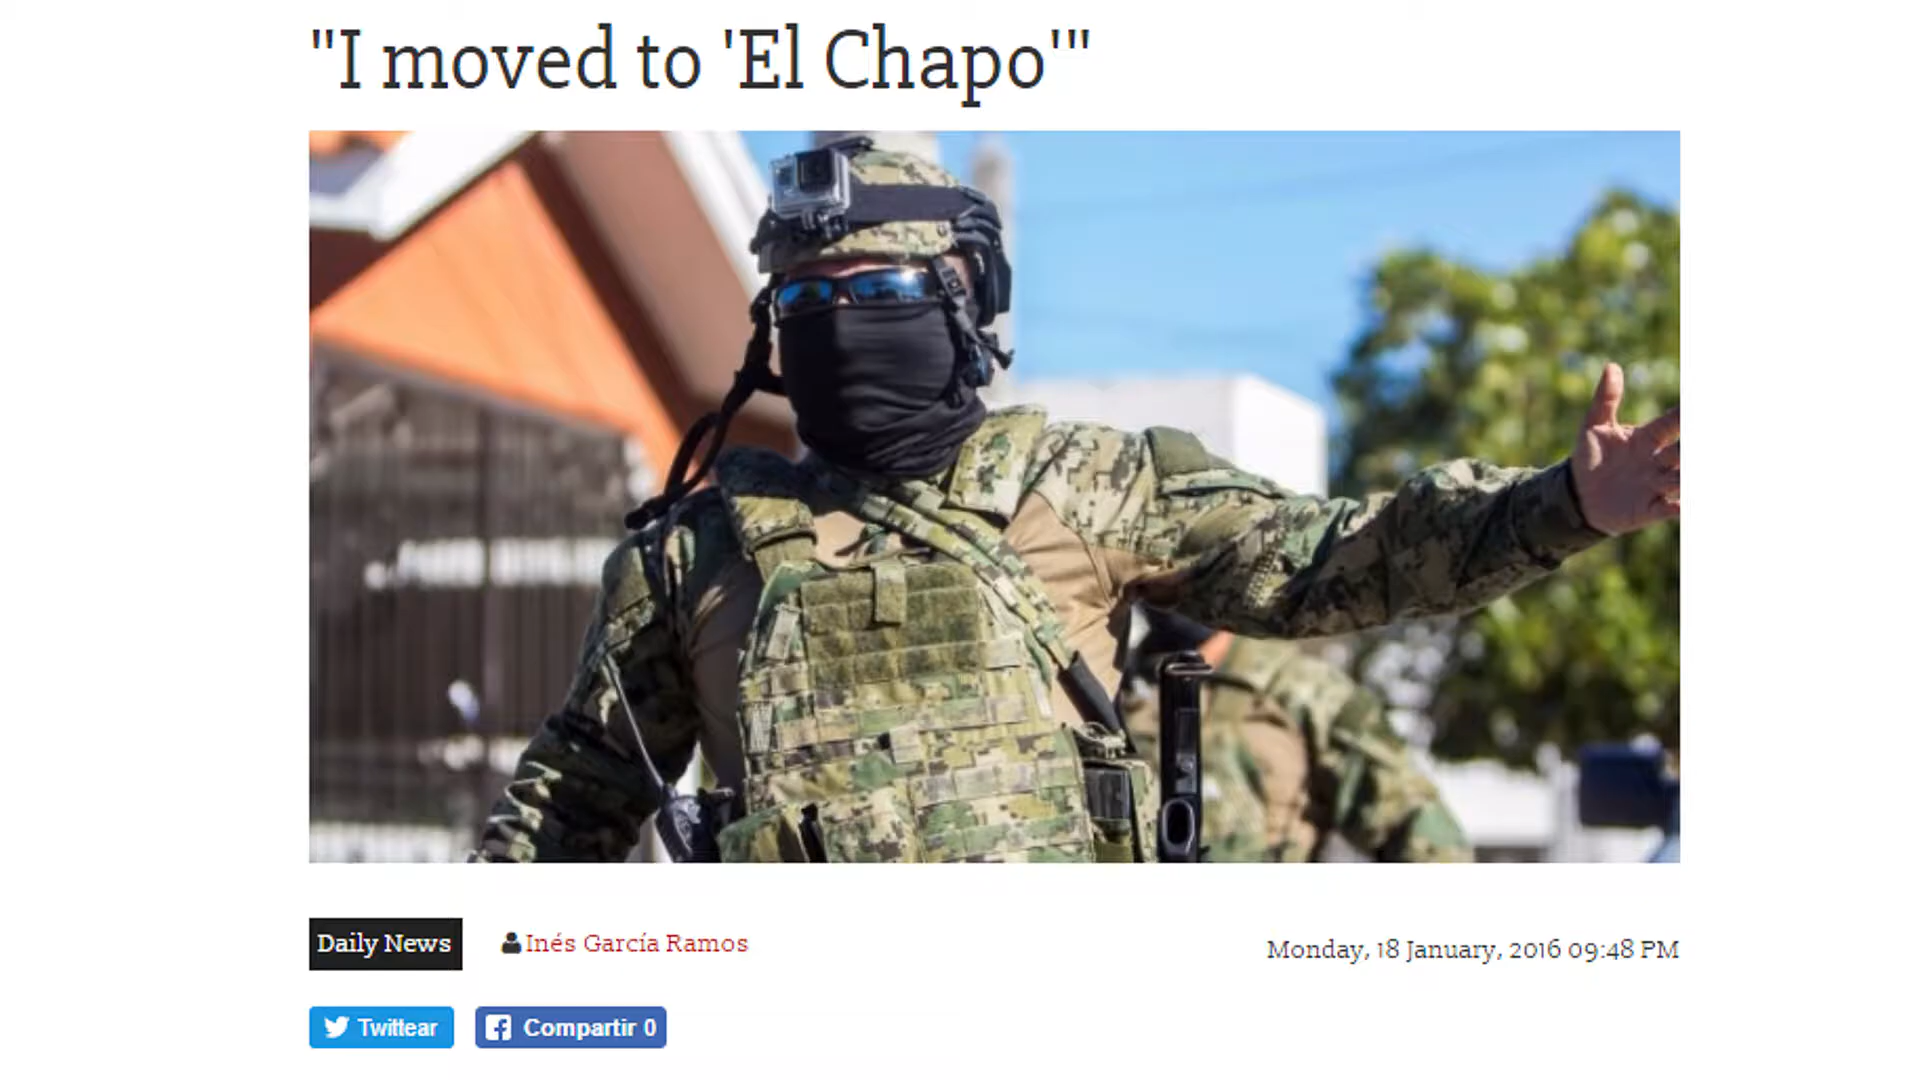 "I moved to 'El Chapo'"
Daily News
Inés García Ramos
Monday, 18 January, 2016 09:48 PM
Twittear
Compartir 0